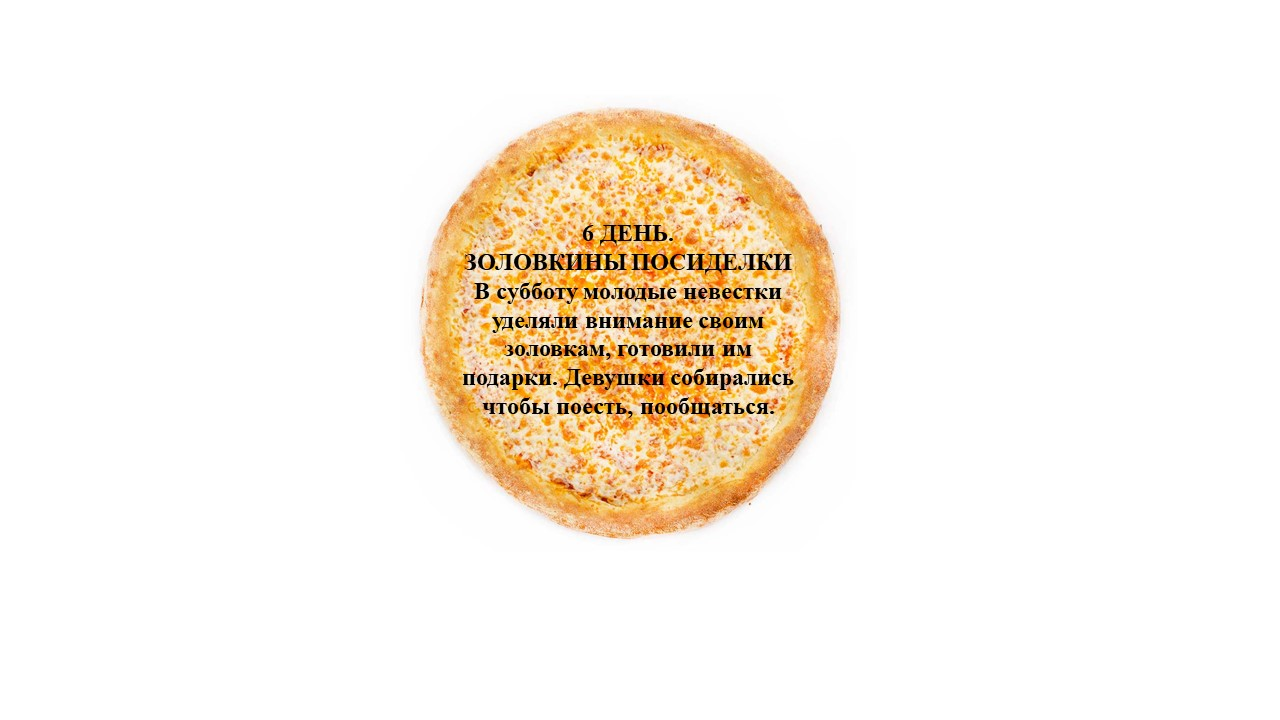 6 ДЕНЬ.
ЗОЛОВКИНЫ ПОСИДЕЛКИ
В субботу молодые невестки
уделяли внимание своим
золовкам, готовили им
подарки. Девушки собирались
чтобы поесть, пообщаться.